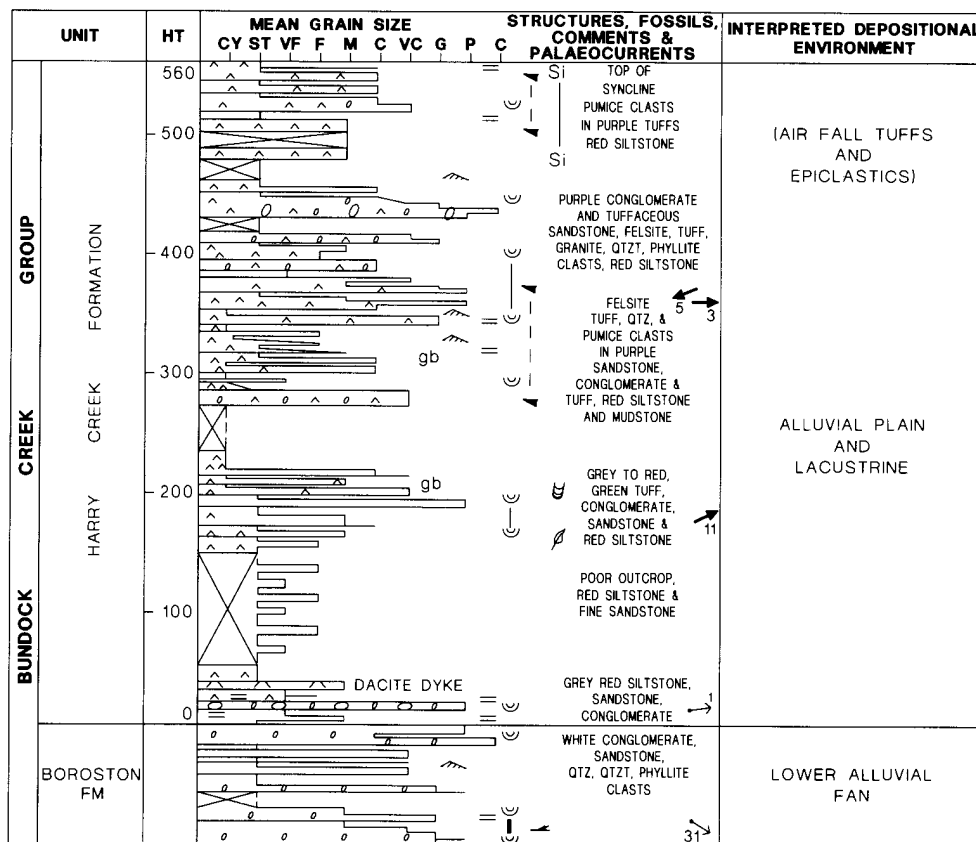 UNIT
HT
MEAN GRAIN SIZE
CY ST VF F M C VC G P C
STRUCTURES, FOSSILS,
COMMENTS &
PALAEOCURRENTS
INTERPRETED DEPOSITIONAL
ENVIRONMENT
BUNDOCK CREEK GROUP
HARRY CREEK FORMATION
560
500
400
300
200
100
0
Si
Si
TOP OF
SYNCLINE
PUMICE CLASTS
IN PURPLE TUFFS
RED SILTSTONE
(AIR FALL TUFFS
AND
EPICLASTICS)
PURPLE CONGLOMERATE
AND TUFFACEOUS
SANDSTONE, FELSITE, TUFF,
GRANITE, QTZT, PHYLLITE
CLASTS, RED SILTSTONE
FELSITE
TUFF, QTZ, &
PUMICE CLASTS
IN PURPLE
SANDSTONE,
CONGLOMERATE &
TUFF, RED SILTSTONE
AND MUDSTONE
5
3
gb
ALLUVIAL PLAIN
AND
LACUSTRINE
gb
GREY TO RED,
GREEN TUFF,
CONGLOMERATE,
SANDSTONE &
RED SILTSTONE
11
POOR OUTCROP,
RED SILTSTONE &
FINE SANDSTONE
DACITE DYKE
GREY RED SILTSTONE,
SANDSTONE,
CONGLOMERATE
1
BOROSTON
FM
WHITE CONGLOMERATE,
SANDSTONE,
QTZ, QTZT, PHYLLITE
CLASTS
31
LOWER ALLUVIAL
FAN